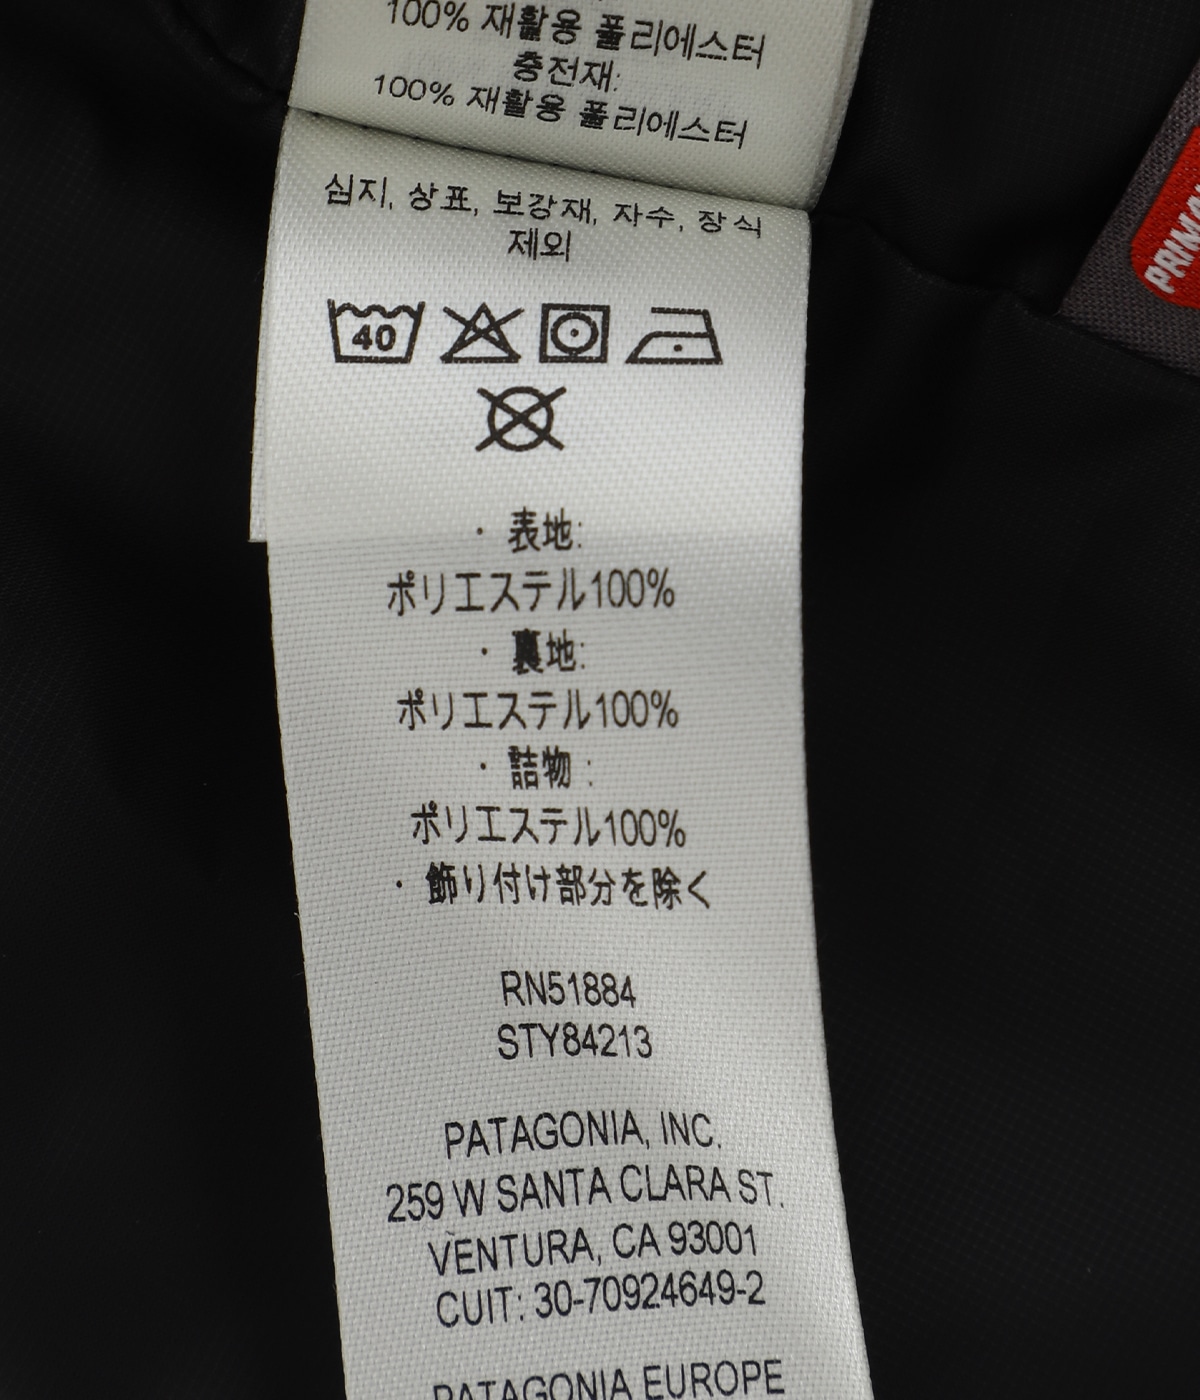 100% 재활용 폴리에스터
충전재:
100% 재활용 폴리에스터
심지, 상표, 보강재, 자수, 장식
제외
40
· 表地:
ポリエステル100%
· 裏地:
ポリエステル100%
· 詰物 :
ポリエステル100%
· 飾り付け部分を除く
RN51884
STY84213
PATAGONIA, INC.
259 W SANTA CLARA ST.
VENTURA, CA 93001
CUIT: 30-70924649-2
PATAGONIA EUROPE